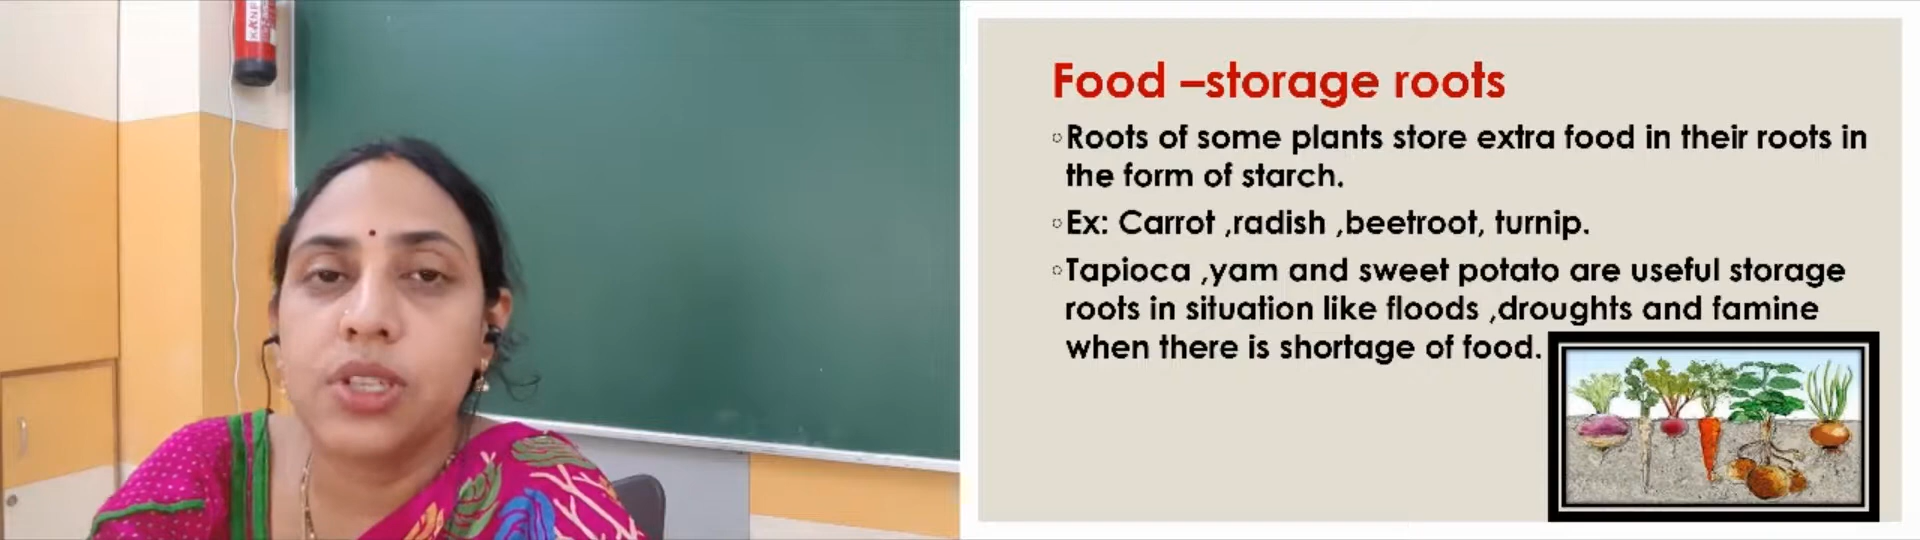 KANE
Food –storage roots
Roots of some plants store extra food in their roots in
the form of starch.
Ex: Carrot ,radish ,beetroot, turnip.
Tapioca ,yam and sweet potato are useful storage
roots in situation like floods ,droughts and famine
when there is shortage of food.